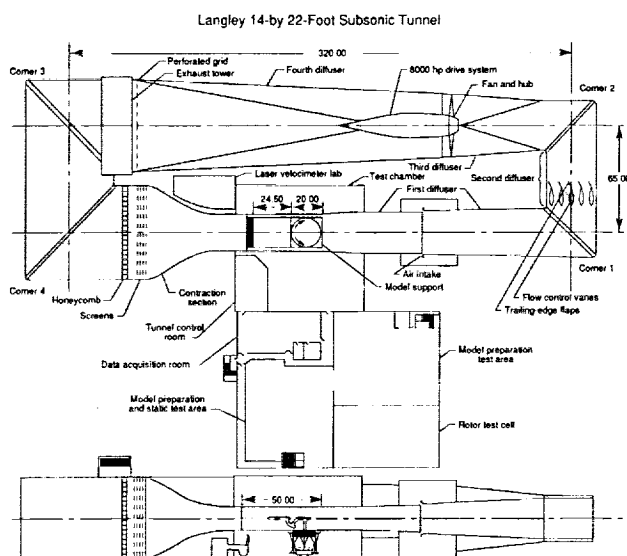 Langley 14-by 22-Foot Subsonic Tunnel
320.00
Corner 3
Perforated grid
Exhaust tower
Fourth diffuser
8000 hp drive system
Fan and hub
Corner 2
Third diffuser
Second diffuser
65.00
Laser velocimeter lab
Test chamber
First diffuser
24.50
20.00
Corner 4
Honeycomb
Screens
Contraction
section
Tunnel control
room
Data acquisition room
Air intake
Model support
Corner 1
Flow control vanes
Trailing-edge flaps
Model preparation
test area
Model preparation
and static test area
Rotor test cell
50.00